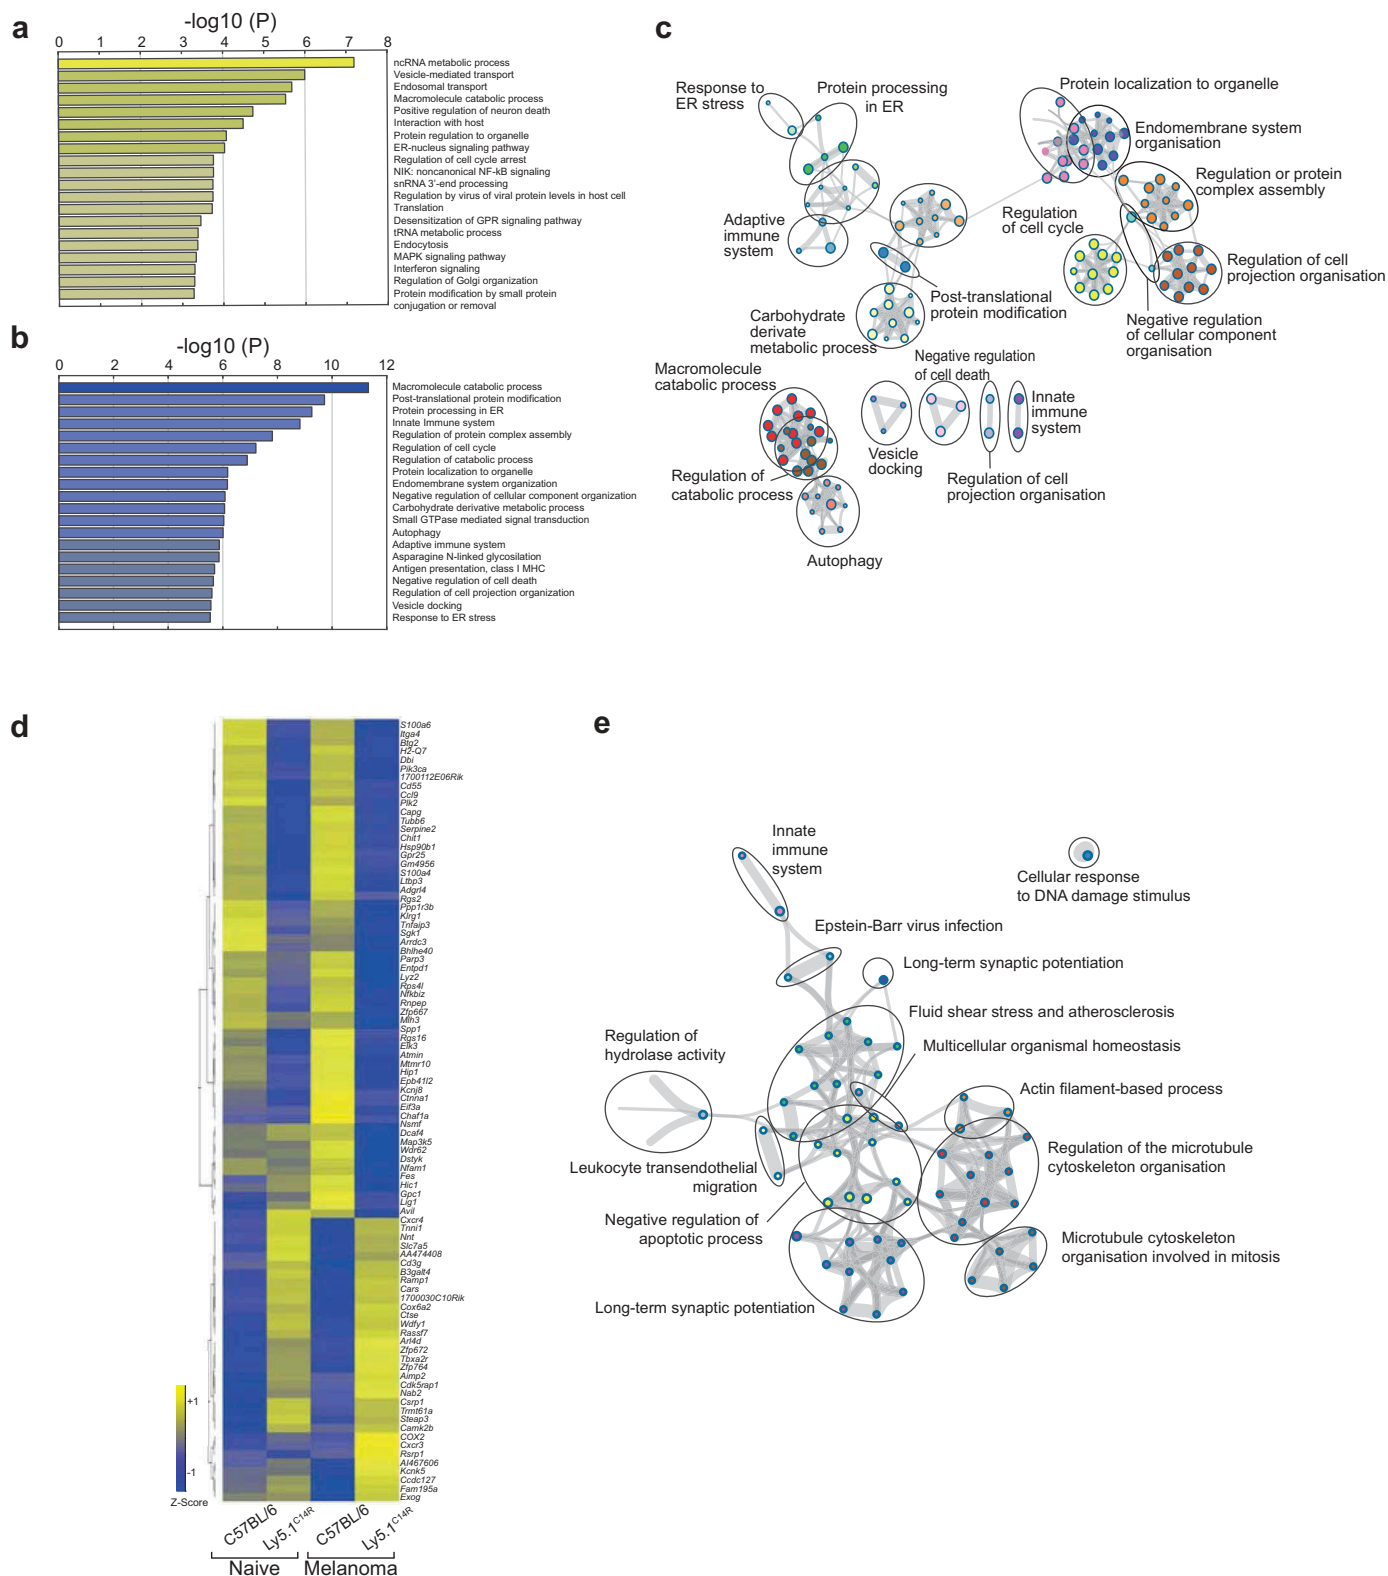 a
-log10 (P)
0 1 2 3 4 5 6 7 8
ncRNA metabolic process
Vesicle-mediated transport
Endosomal transport
Macromolecule catabolic process
Positive regulation of neuron death
Interaction with host
Protein regulation to organelle
ER-nucleus signaling pathway
Regulation of cell cycle arrest
NIK: noncanonical NF-kB signaling
snRNA 3'-end processing
Regulation by virus of viral protein levels in host cell
Translation
Desensitization of GPR signaling pathway
tRNA metabolic process
Endocytosis
MAPK signaling pathway
Interferon signaling
Regulation of Golgi organization
Protein modification by small protein
conjugation or removal
b
-log10 (P)
0 2 4 6 8 10 12
Macromolecule catabolic process
Post-translational protein modification
Protein processing in ER
Innate Immune system
Regulation of protein complex assembly
Regulation of cell cycle
Regulation of catabolic process
Protein localization to organelle
Endomembrane system organization
Negative regulation of cellular component organization
Carbohydrate derivative metabolic process
Small GTPase mediated signal transduction
Autophagy
Adaptive immune system
Asparagine N-linked glycosilation
Antigen presentation, class I MHC
Negative regulation of cell death
Regulation of cell projection organization
Vesicle docking
Response to ER stress
c
Response to
ER stress
Protein processing
in ER
Protein localization to organelle
Endomembrane system
organisation
Regulation or protein
complex assembly
Adaptive
immune
system
Regulation
of cell cycle
Regulation of cell
projection organisation
Post-translational
protein modification
Carbohydrate
derivate
metabolic process
Negative regulation
of cellular component
organisation
Macromolecule
catabolic process
Negative regulation
of cell death
Innate
immune
system
Vesicle
docking
Regulation of
catabolic process
Regulation of cell
projection organisation
Autophagy
d
S100a6
Itga4
Btg2
H2-Q7
Dbi
Pik3ca
1700112E06Rik
Cd55
Ccl9
Plk2
Capg
Tubb6
Serpine2
Chit1
Hsp90b1
Gpr25
Gm4956
S100a4
Ltbp3
Adgrl4
Rgs2
Ppp1r3b
Klrg1
Tnfaip3
Sgk1
Arrdc3
Bhlhe40
Parp3
Entpd1
Lyz2
Rps4l
Nfkbiz
Rnpep
Zfp667
Mlh3
Spp1
Rgs16
Elk3
Atmin
Mtmr10
Hip1
Epb41l2
Kcnj8
Ctnna1
Eif3a
Chaf1a
Nsmf
Dcaf4
Map3k5
Wdr62
Dstyk
Nfam1
Fes
Hic1
Gpc1
Lig1
Avil
Cxcr4
Tnni1
Nnt
Slc7a5
AA474408
Cd3g
B3galt4
Ramp1
Cars
1700030C10Rik
Cox6a2
Ctse
Wdfy1
Rassf7
Arl4d
Zfp672
Tbxa2r
Zfp764
Aimp2
Cdk5rap1
Nab2
Csrp1
Trmt61a
Steap3
Camk2b
COX2
Cxcr3
Rsrp1
AI467606
Kcnk5
Ccdc127
Fam195a
Exog
+1
-1
Z-Score
C57BL/6
Ly5.1C14R
C57BL/6
Ly5.1C14R
Naive
Melanoma
e
Innate
immune
system
Cellular response
to DNA damage stimulus
Epstein-Barr virus infection
Long-term synaptic potentiation
Fluid shear stress and atherosclerosis
Regulation of
hydrolase activity
Multicellular organismal homeostasis
Actin filament-based process
Regulation of the microtubule
cytoskeleton organisation
Leukocyte transendothelial
migration
Negative regulation of
apoptotic process
Microtubule cytoskeleton
organisation involved in mitosis
Long-term synaptic potentiation